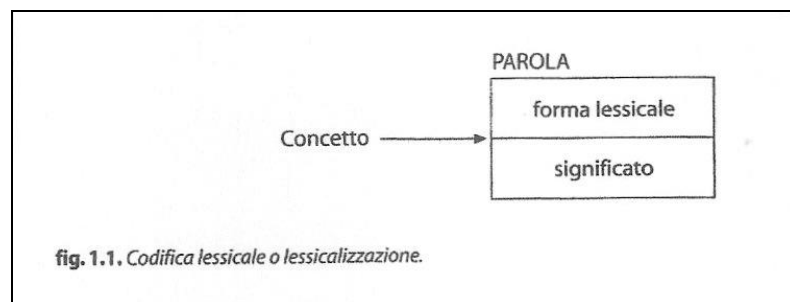 PAROLA
forma lessicale
Concetto
significato
fig. 1.1. Codifica lessicale o lessicalizzazione.